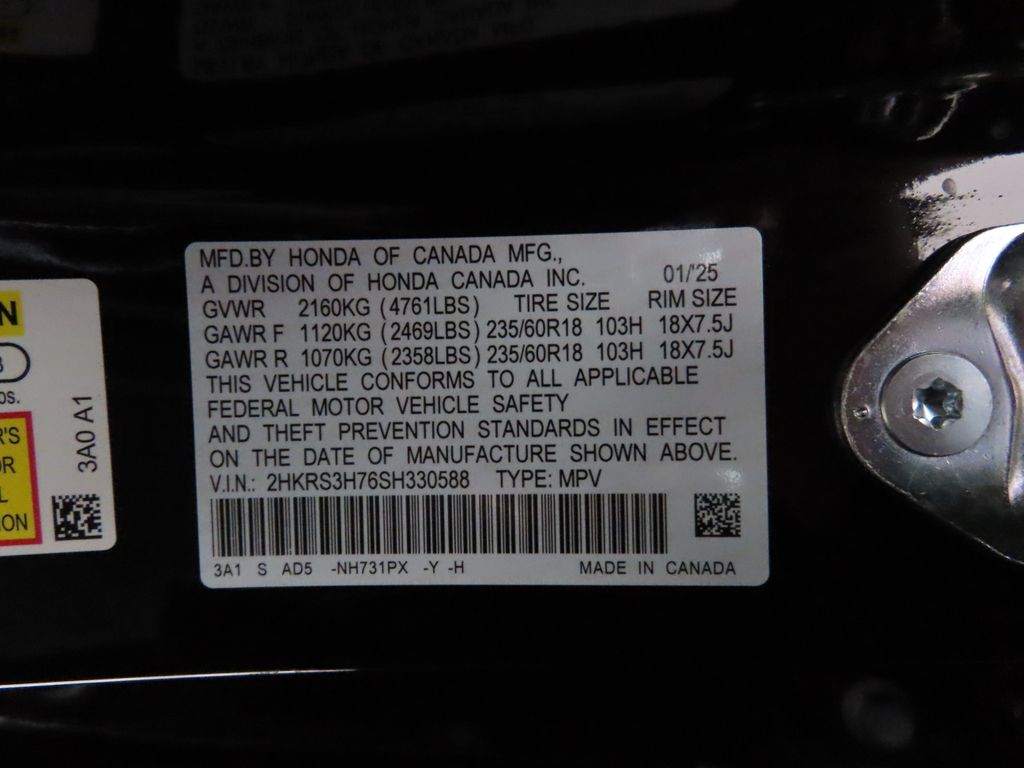 MFD.BY HONDA OF CANADA MFG.,
A DIVISION OF HONDA CANADA INC. 01/'25
GVWR 2160KG (4761LBS) TIRE SIZE RIM SIZE
GAWR F 1120KG (2469LBS) 235/60R18 103H 18X7.5J
GAWR R 1070KG (2358LBS) 235/60R18 103H 18X7.5J
THIS VEHICLE CONFORMS TO ALL APPLICABLE
FEDERAL MOTOR VEHICLE SAFETY
AND THEFT PREVENTION STANDARDS IN EFFECT
ON THE DATE OF MANUFACTURE SHOWN ABOVE.
V.I.N.: 2HKRS3H76SH330588 TYPE: MPV
3A1 S AD5 -NH731PX -Y -H MADE IN CANADA
3A0 A1